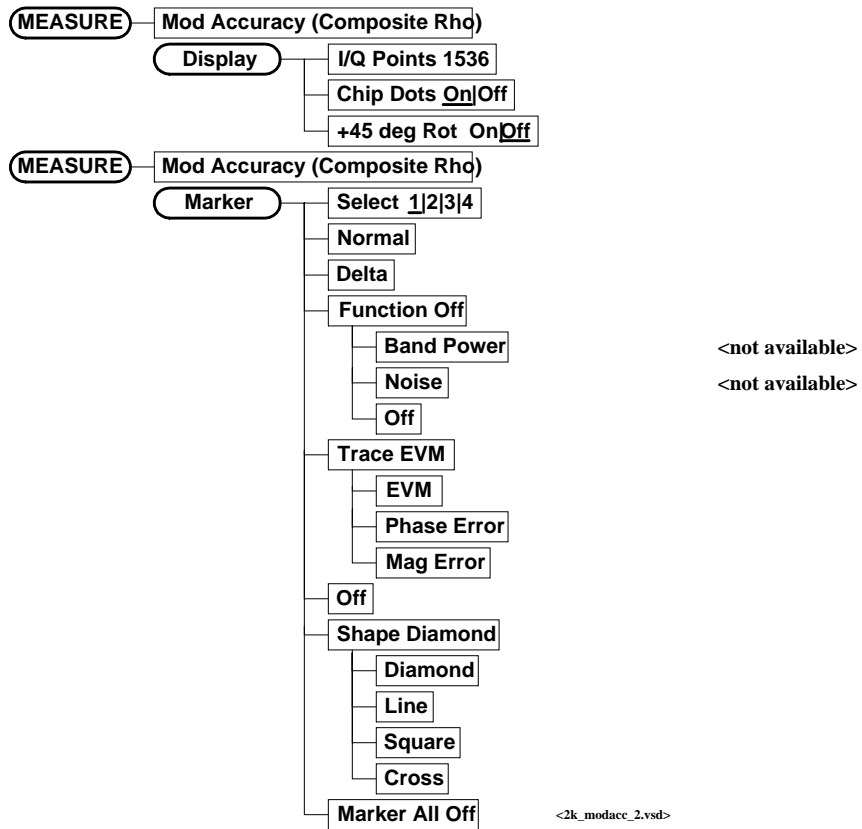 MEASURE Mod Accuracy (Composite Rho)
Display I/Q Points 1536
Chip Dots On|Off
+45 deg Rot On|Off
MEASURE Mod Accuracy (Composite Rho)
Marker Select 1|2|3|4
Normal
Delta
Function Off
Band Power <not available>
Noise <not available>
Off
Trace EVM
EVM
Phase Error
Mag Error
Off
Shape Diamond
Diamond
Line
Square
Cross
Marker All Off <2k_modacc_2.vsd>